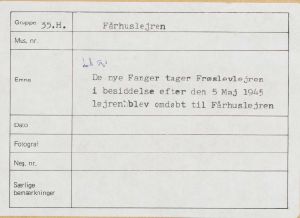 Gruppe 35.H. Fårhuslejren
Mus. nr.
Emne De nye Fanger tager Frøslevlejren
i besiddelse efter den 5 Maj 1945
lejren blev omdøbt til Fårhuslejren
Dato
Fotograf
Neg. nr.
Særlige
bemærkninger